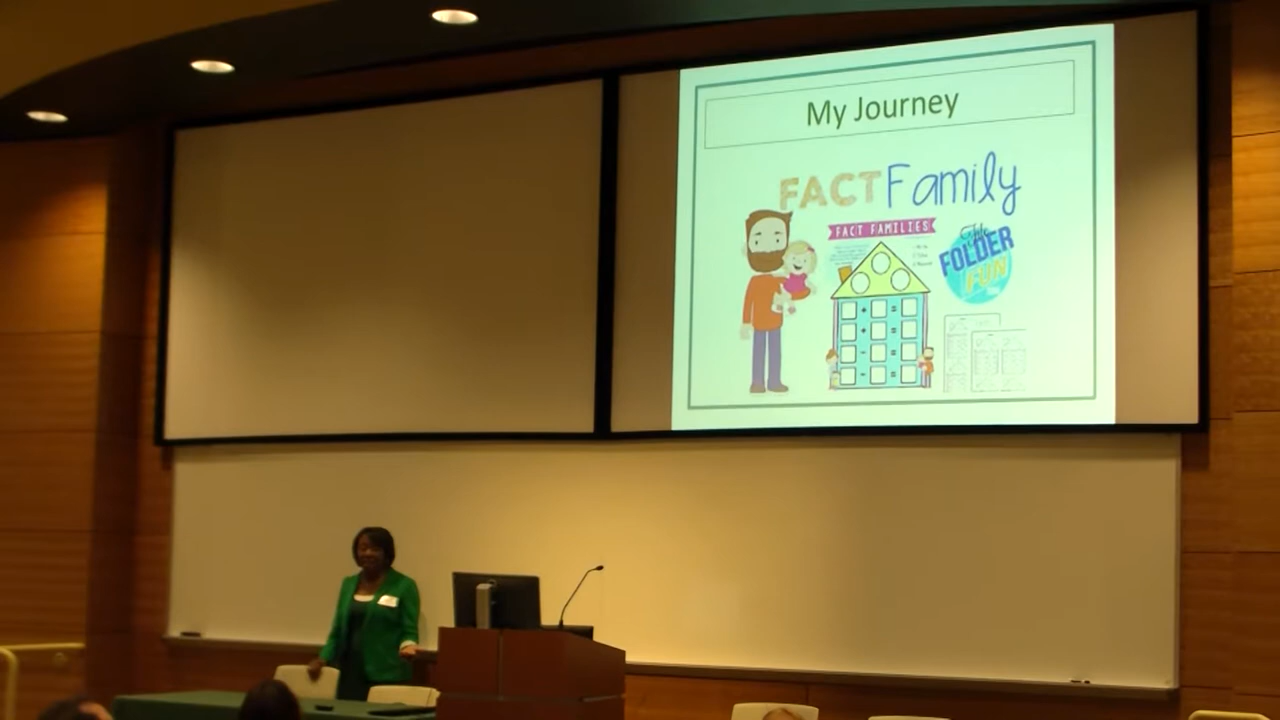 My Journey
FACT Family
FACT FAMILIES
File
FOLDER
FUN
+ =
+ =
- =
- =